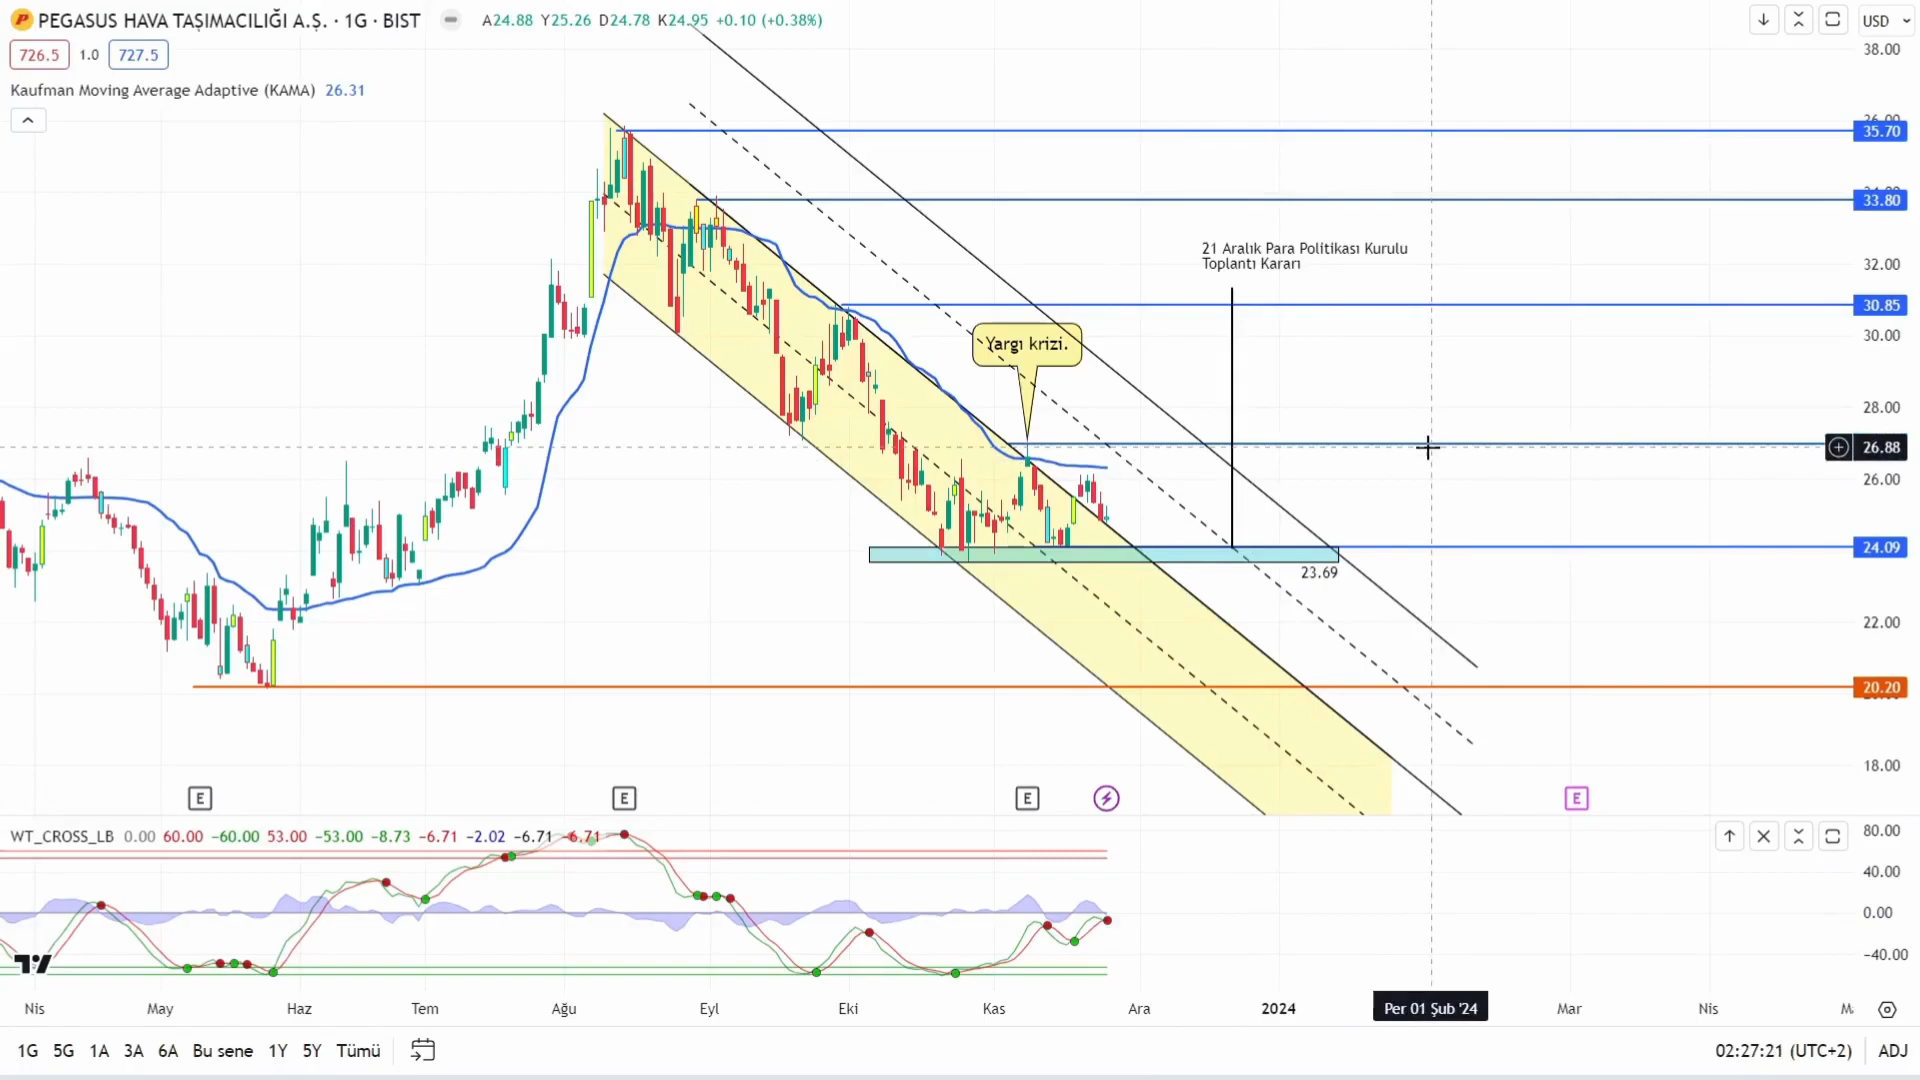 PEGASUS HAVA TAŞIMACILIĞI A.Ş. · 1G · BIST A24.88 Y25.26 D24.78 K24.95 +0.10 (+0.38%)
USD
726.5 1.0 727.5
Kaufman Moving Average Adaptive (KAMA) 26.31
38.00
35.70
33.80
32.00
30.85
30.00
28.00
26.88
26.00
24.09
22.00
20.20
18.00
21 Aralık Para Politikası Kurulu
Toplantı Kararı
Yargı krizi.
23.69
E E E E
WT_CROSS_LB 0.00 60.00 −60.00 53.00 −53.00 −8.73 −6.71 −2.02 −6.71 −6.71
80.00
40.00
0.00
−40.00
Nis May Haz Tem Ağu Eyl Eki Kas Ara 2024 Per 01 Şub '24 Mar Nis
1G 5G 1A 3A 6A Bu sene 1Y 5Y Tümü 02:27:21 (UTC+2) ADJ